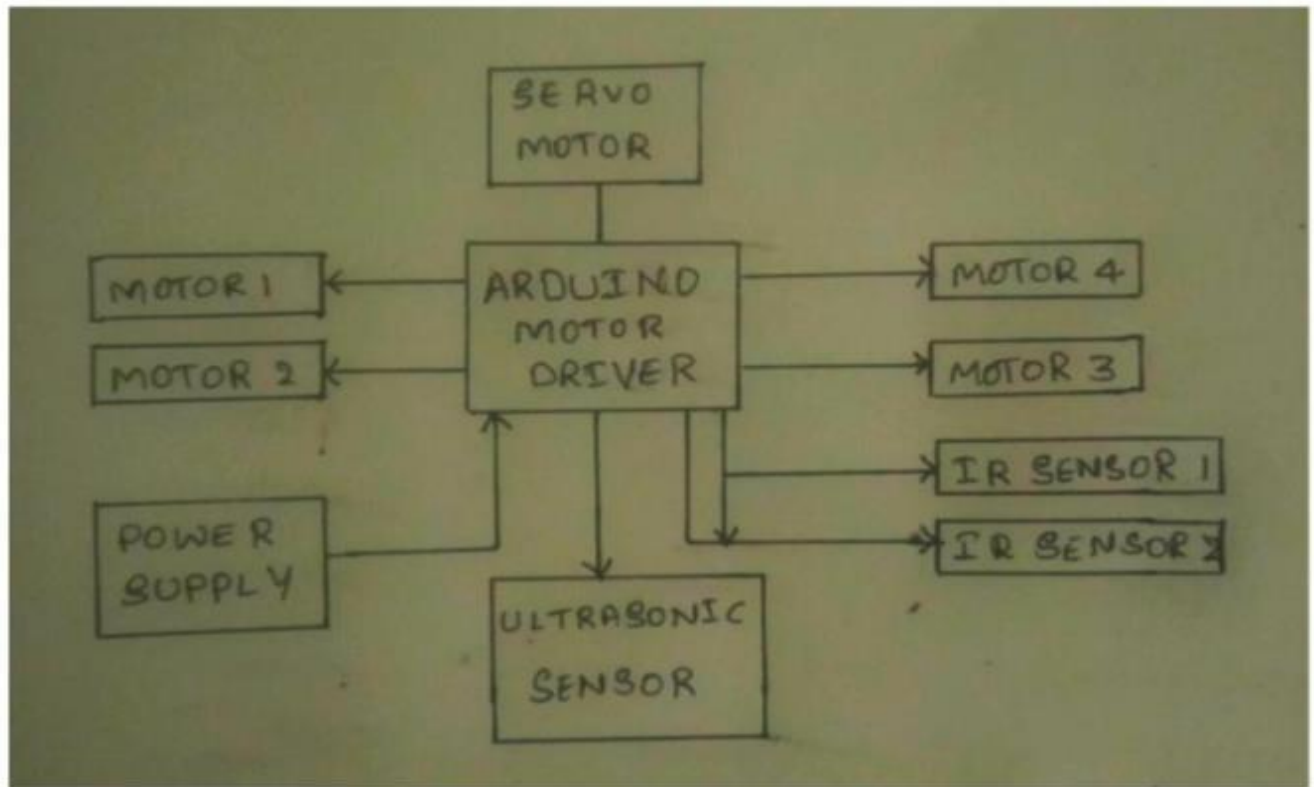 SERVO
MOTOR
MOTOR 1
ARDUINO
MOTOR
DRIVER
MOTOR 4
MOTOR 2
MOTOR 3
POWER
SUPPLY
IR SENSOR 1
IR SENSOR 2
ULTRASONIC
SENSOR